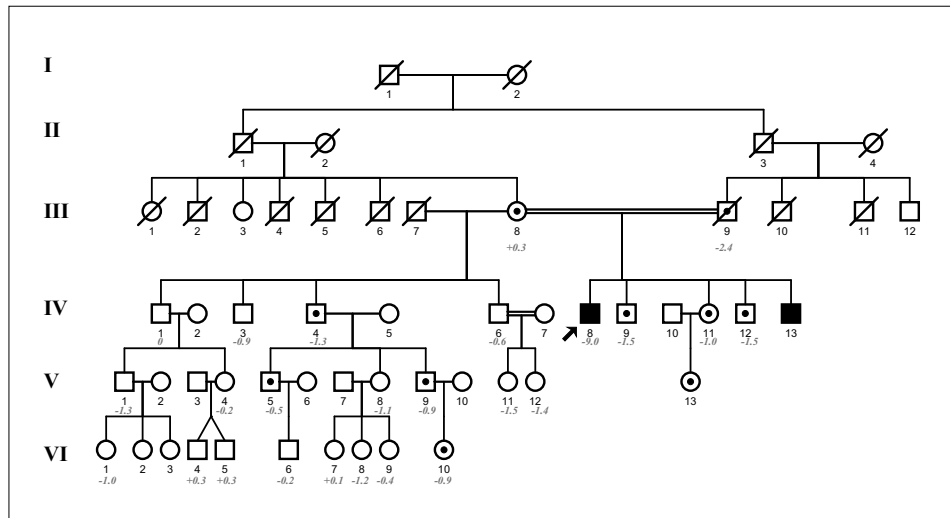 I
1 2
II
1 2 3 4
III
1 2 3 4 5 6 7 8 9 10 11 12
+0.3 -2.4
IV
1 2 3 4 5 6 7 8 9 10 11 12 13
0 -0.9 -1.3 -0.6 -9.0 -1.5 -1.0 -1.5
V
1 2 3 4 5 6 7 8 9 10 11 12 13
-1.3 -0.2 -0.5 -1.1 -0.9 -1.5 -1.4
VI
1 2 3 4 5 6 7 8 9 10
-1.0 +0.3 +0.3 -0.2 +0.1 -1.2 -0.4 -0.9